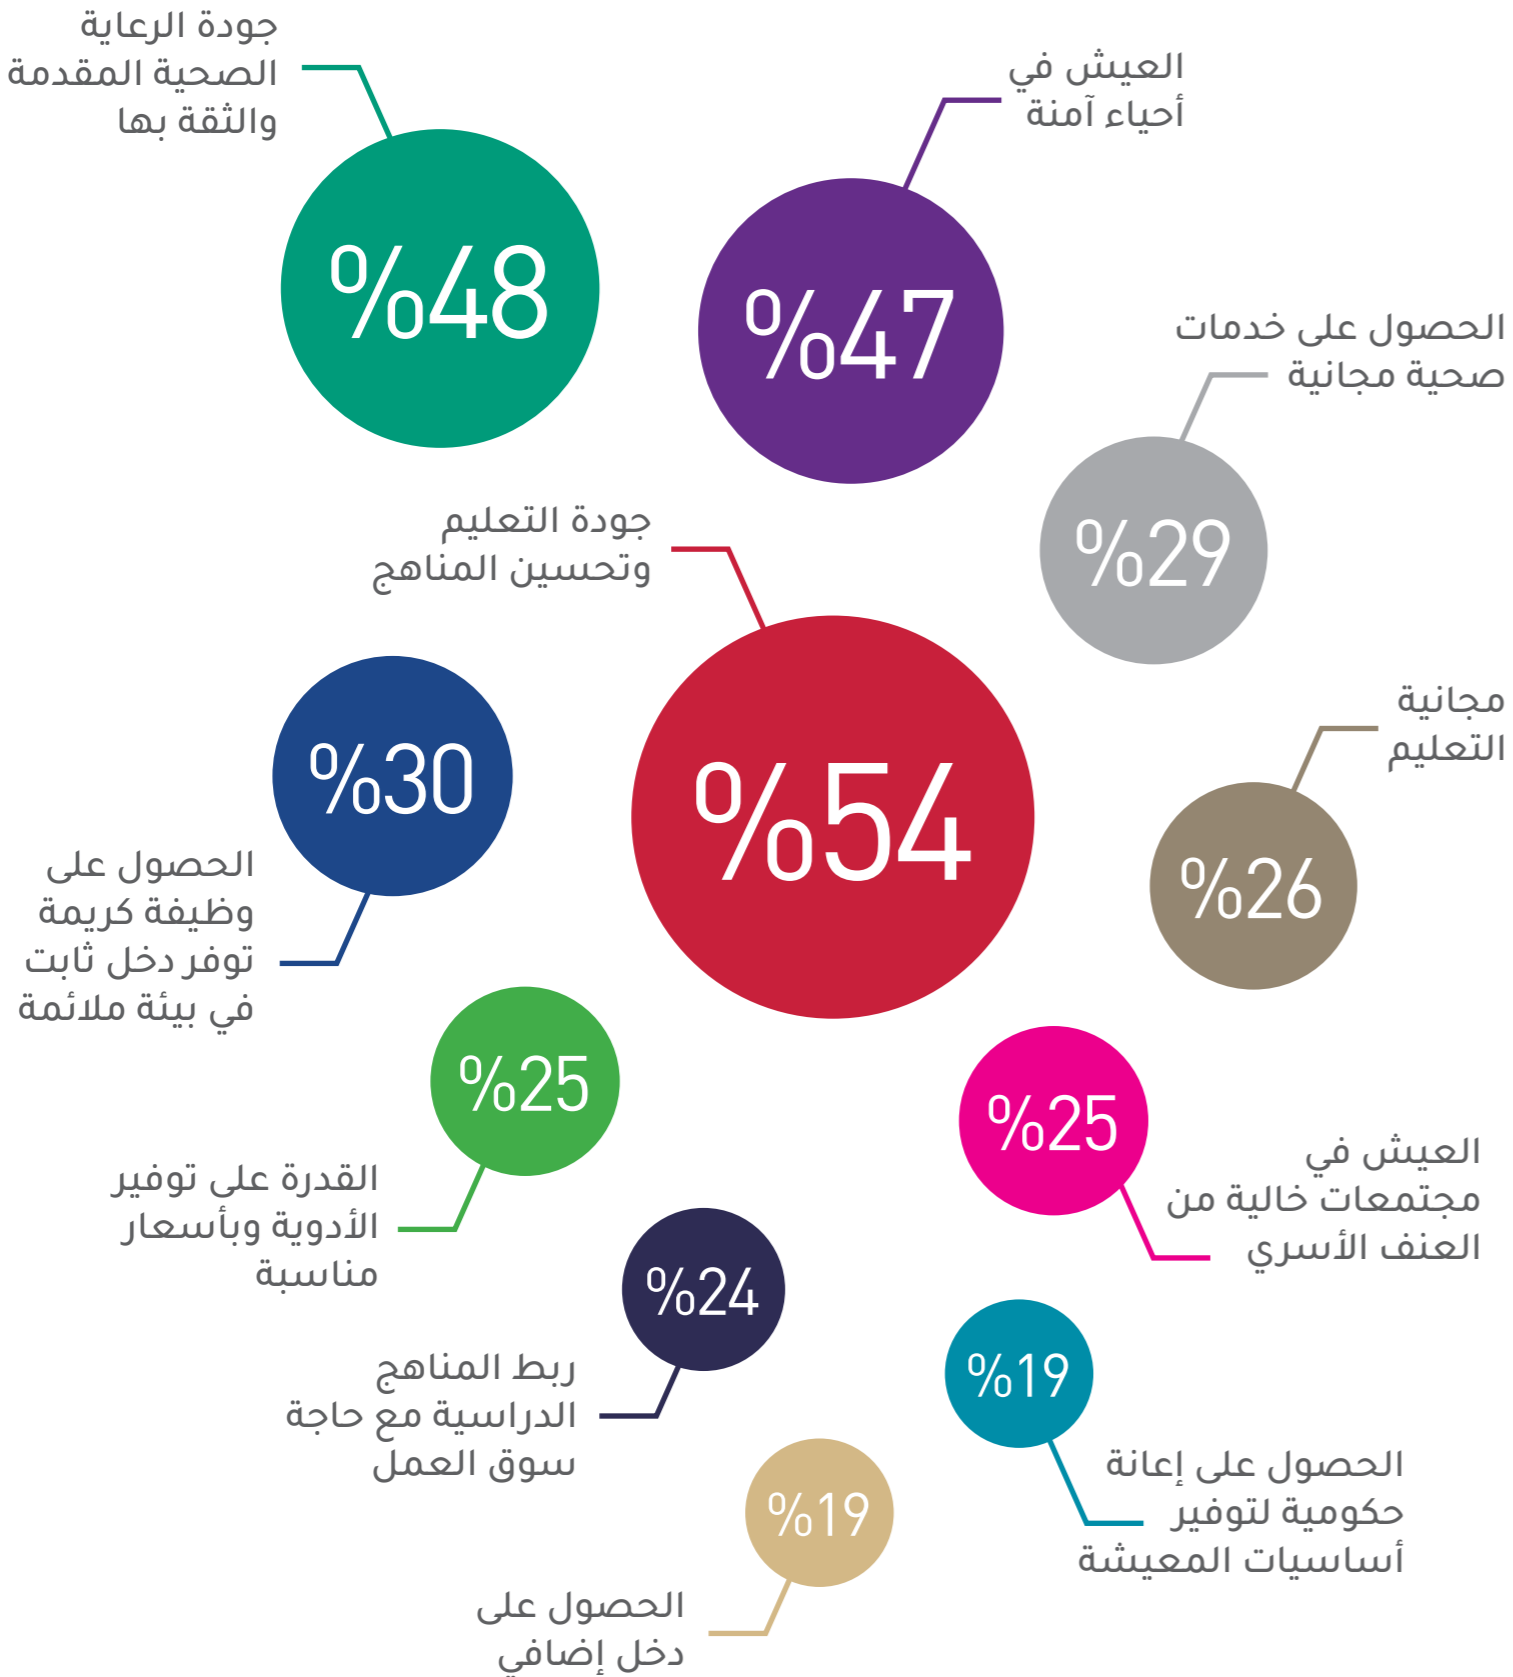 جودة الرعاية
الصحية المقدمة
والثقة بها
%48
العيش في
أحياء آمنة
%47
الحصول على خدمات
صحية مجانية
%29
جودة التعليم
وتحسين المناهج
%54
مجانية
التعليم
%26
%30
الحصول على
وظيفة كريمة
توفر دخل ثابت
في بيئة ملائمة
%25
القدرة على توفير
الأدوية وبأسعار
مناسبة
%25
العيش في
مجتمعات خالية من
العنف الأسري
%24
ربط المناهج
الدراسية مع حاجة
سوق العمل
%19
الحصول على إعانة
حكومية لتوفير
أساسيات المعيشة
%19
الحصول على
دخل إضافي